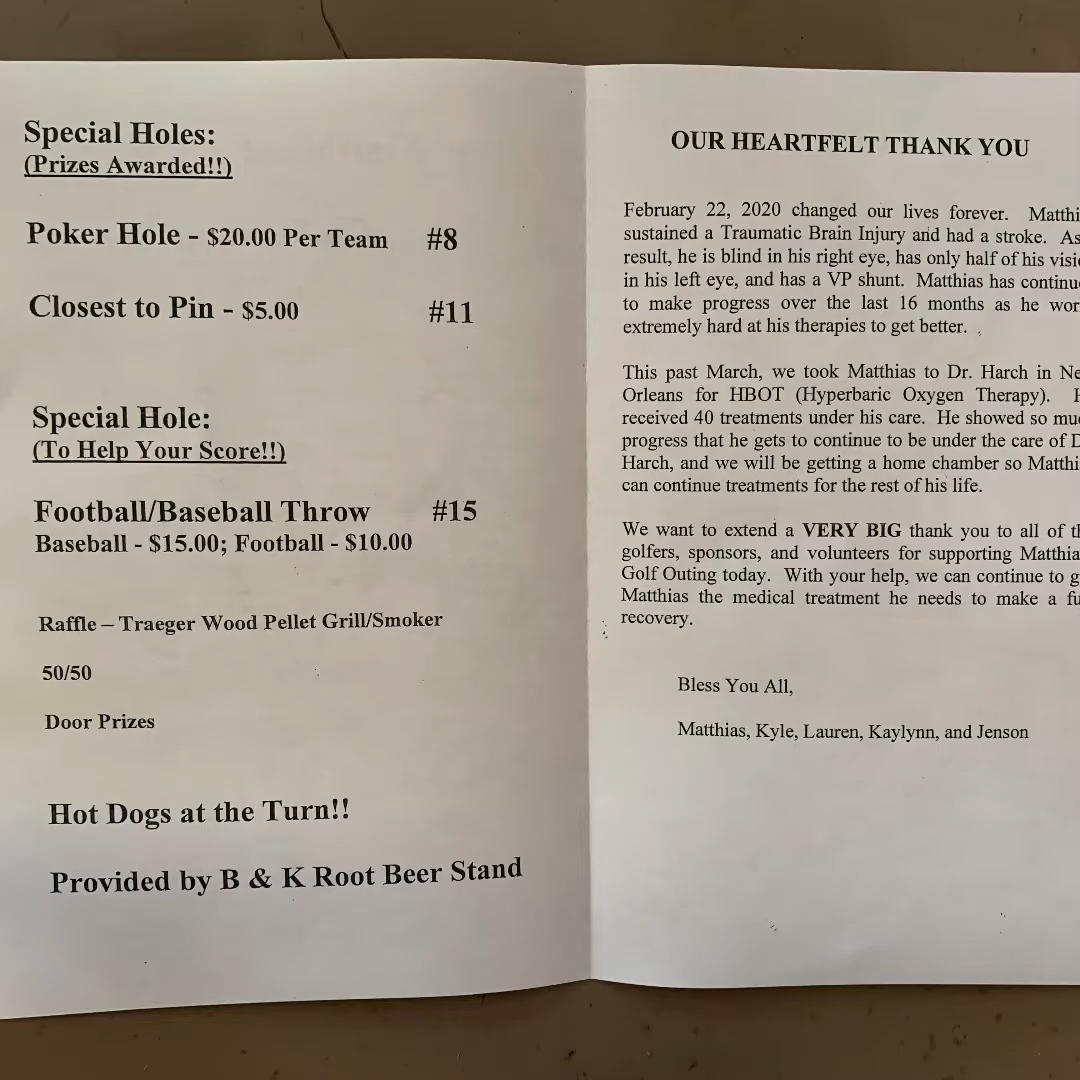 Special Holes:
(Prizes Awarded!!)
Poker Hole - $20.00 Per Team #8
Closest to Pin - $5.00 #11
Special Hole:
(To Help Your Score!!)
Football/Baseball Throw #15
Baseball - $15.00; Football - $10.00
Raffle – Traeger Wood Pellet Grill/Smoker
50/50
Door Prizes
Hot Dogs at the Turn!!
Provided by B & K Root Beer Stand
OUR HEARTFELT THANK YOU
February 22, 2020 changed our lives forever.
sustained a Traumatic Brain Injury and had a stroke. As
result, he is blind in his right eye, has only half of his
in his left eye, and has a VP shunt. Matthias has
to make progress over the last 16 months as he
extremely hard at his therapies to get better.
This past March, we took Matthias to Dr. Harch in
Orleans for HBOT (Hyperbaric Oxygen Therapy).
received 40 treatments under his care. He showed so
progress that he gets to continue to be under the care of
Harch, and we will be getting a home chamber so
can continue treatments for the rest of his life.
We want to extend a VERY BIG thank you to all of
golfers, sponsors, and volunteers for supporting
Golf Outing today. With your help, we can continue to
Matthias the medical treatment he needs to make a
recovery.
Bless You All,
Matthias, Kyle, Lauren, Kaylynn, and Jenson